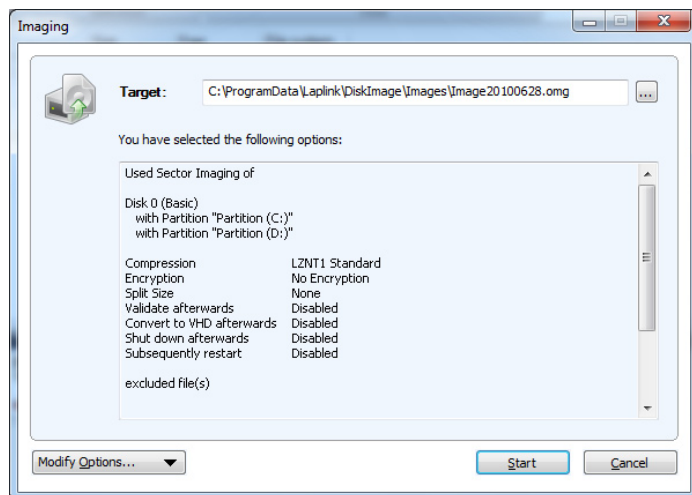 Imaging
Target: C:\ProgramData\Laplink\DiskImage\Images\Image20100628.omg ...
You have selected the following options:
Used Sector Imaging of
Disk 0 (Basic)
with Partition "Partition (C:)"
with Partition "Partition (D:)"
Compression LZNT1 Standard
Encryption No Encryption
Split Size None
Validate afterwards Disabled
Convert to VHD afterwards Disabled
Shut down afterwards Disabled
Subsequently restart Disabled
excluded file(s)
Modify Options... Start Cancel